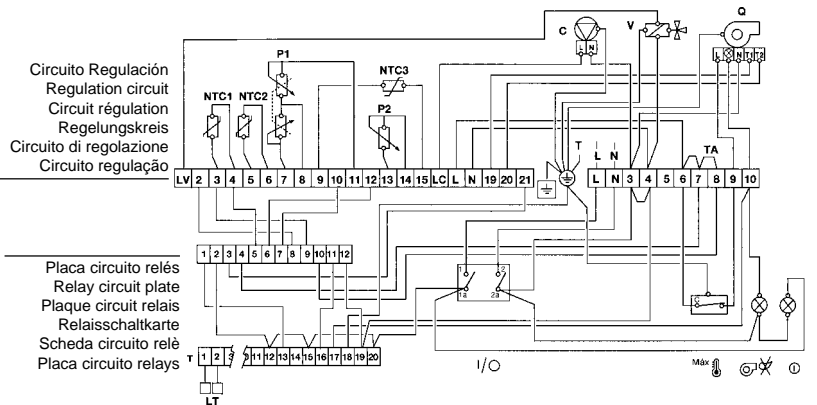 C
V
Q
P1
L N
L N T1 T2
Circuito Regulación
Regulation circuit
Circuit régulation
Regelungskreis
Circuito di regolazione
Circuito regulação
NTC1 NTC2
NTC3
P2
T
L
N
TA
LV 2 3 4 5 6 7 8 9 10 11 12 13 14 15 LC L N 19 20 21
L N 3 4 5 6 7 8 9 10
Placa circuito relés
Relay circuit plate
Plaque circuit relais
Relaisschaltkarte
Scheda circuito relè
Placa circuito relays
1 2 3 4 5 6 7 8 9 10 11 12
1 2
1a 2a
C
T 1 2 11 12 13 14 15 16 17 18 19 20
LT
I/O
Máx